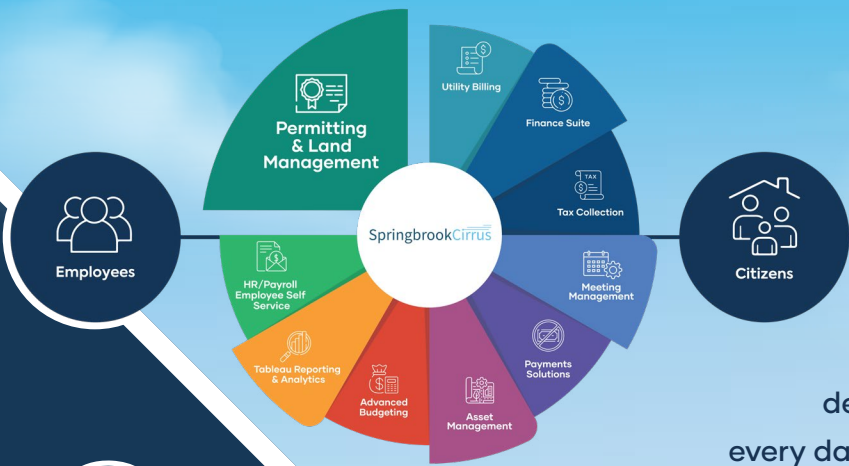 Permitting
& Land
Management
Utility Billing
Finance Suite
TAX
Tax Collection
SpringbrookCirrus
Employees
Citizens
HR/Payroll
Employee Self
Service
Meeting
Management
Tableau Reporting
& Analytics
Payments
Solutions
Advanced
Budgeting
Asset
Management
de
every da